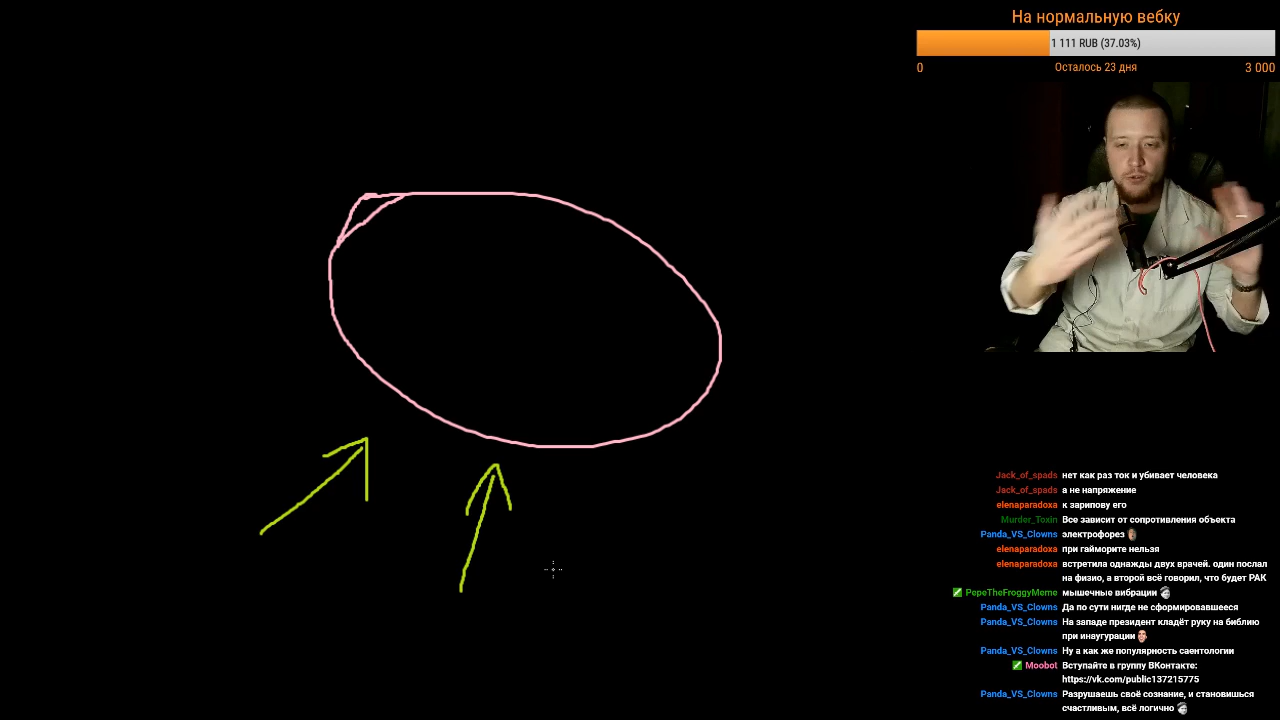 На нормальную вебку
1 111 RUB (37.03%)
0 Осталось 23 дня 3 000
Jack_of_spads нет как раз ток и убивает человека
Jack_of_spads а не напряжение
elenaparadoxa к зарипову его
Murder_Toxin Все зависит от сопротивления объекта
Panda_VS_Clowns электрофорез
elenaparadoxa при гайморите нельзя
elenaparadoxa встретила однажды двух врачей. один послал
на физио, а второй всё говорил, что будет РАК
PepeTheFroggyMeme мышечные вибрации
Panda_VS_Clowns Да по сути нигде не сформировавшееся
Panda_VS_Clowns На западе президент кладёт руку на библию
при инаугурации
Panda_VS_Clowns Ну а как же популярность саентологии
Moobot Вступайте в группу ВКонтакте:
https://vk.com/public137215775
Panda_VS_Clowns Разрушаешь своё сознание, и становишься
счастливым, всё логично